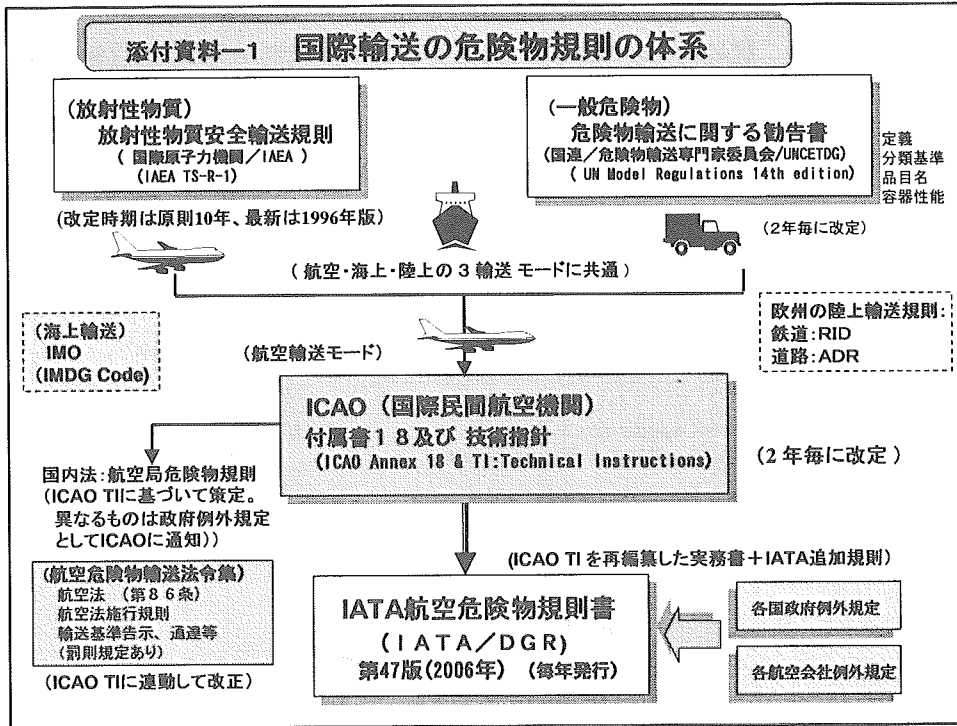 添付資料ー1 国際輸送の危険物規則の体系
(放射性物質)
放射性物質安全輸送規則
( 国際原子力機関/IAEA )
(IAEA TS-R-1)
(改定時期は原則10年、最新は1996年版)
(一般危険物)
危険物輸送に関する勧告書
(国連/危険物輸送専門家委員会/UNCETDG)
( UN Model Regulations 14th edition)
定義
分類基準
品目名
容器性能
(2年毎に改定)
( 航空・海上・陸上の3輸送 モードに共通 )
(海上輸送)
IMO
(IMDG Code)
(航空輸送モード)
欧州の陸上輸送規則:
鉄道:RID
道路:ADR
ICAO (国際民間航空機関)
付属書18及び 技術指針
(ICAO Annex 18 & TI:Technical Instructions)
(2年毎に改定 )
国内法:航空局危険物規則
(ICAO TIに基づいて策定。
異なるものは政府例外規定
としてICAOに通知))
(航空危険物輸送法令集)
航空法 (第86条)
航空法施行規則
輸送基準告示、通達等
(罰則規定あり)
(ICAO TIに連動して改正)
(ICAO TI を再編纂した実務書+IATA追加規則)
IATA航空危険物規則書
(IATA/DGR)
第47版(2006年) (毎年発行)
各国政府例外規定
各航空会社例外規定